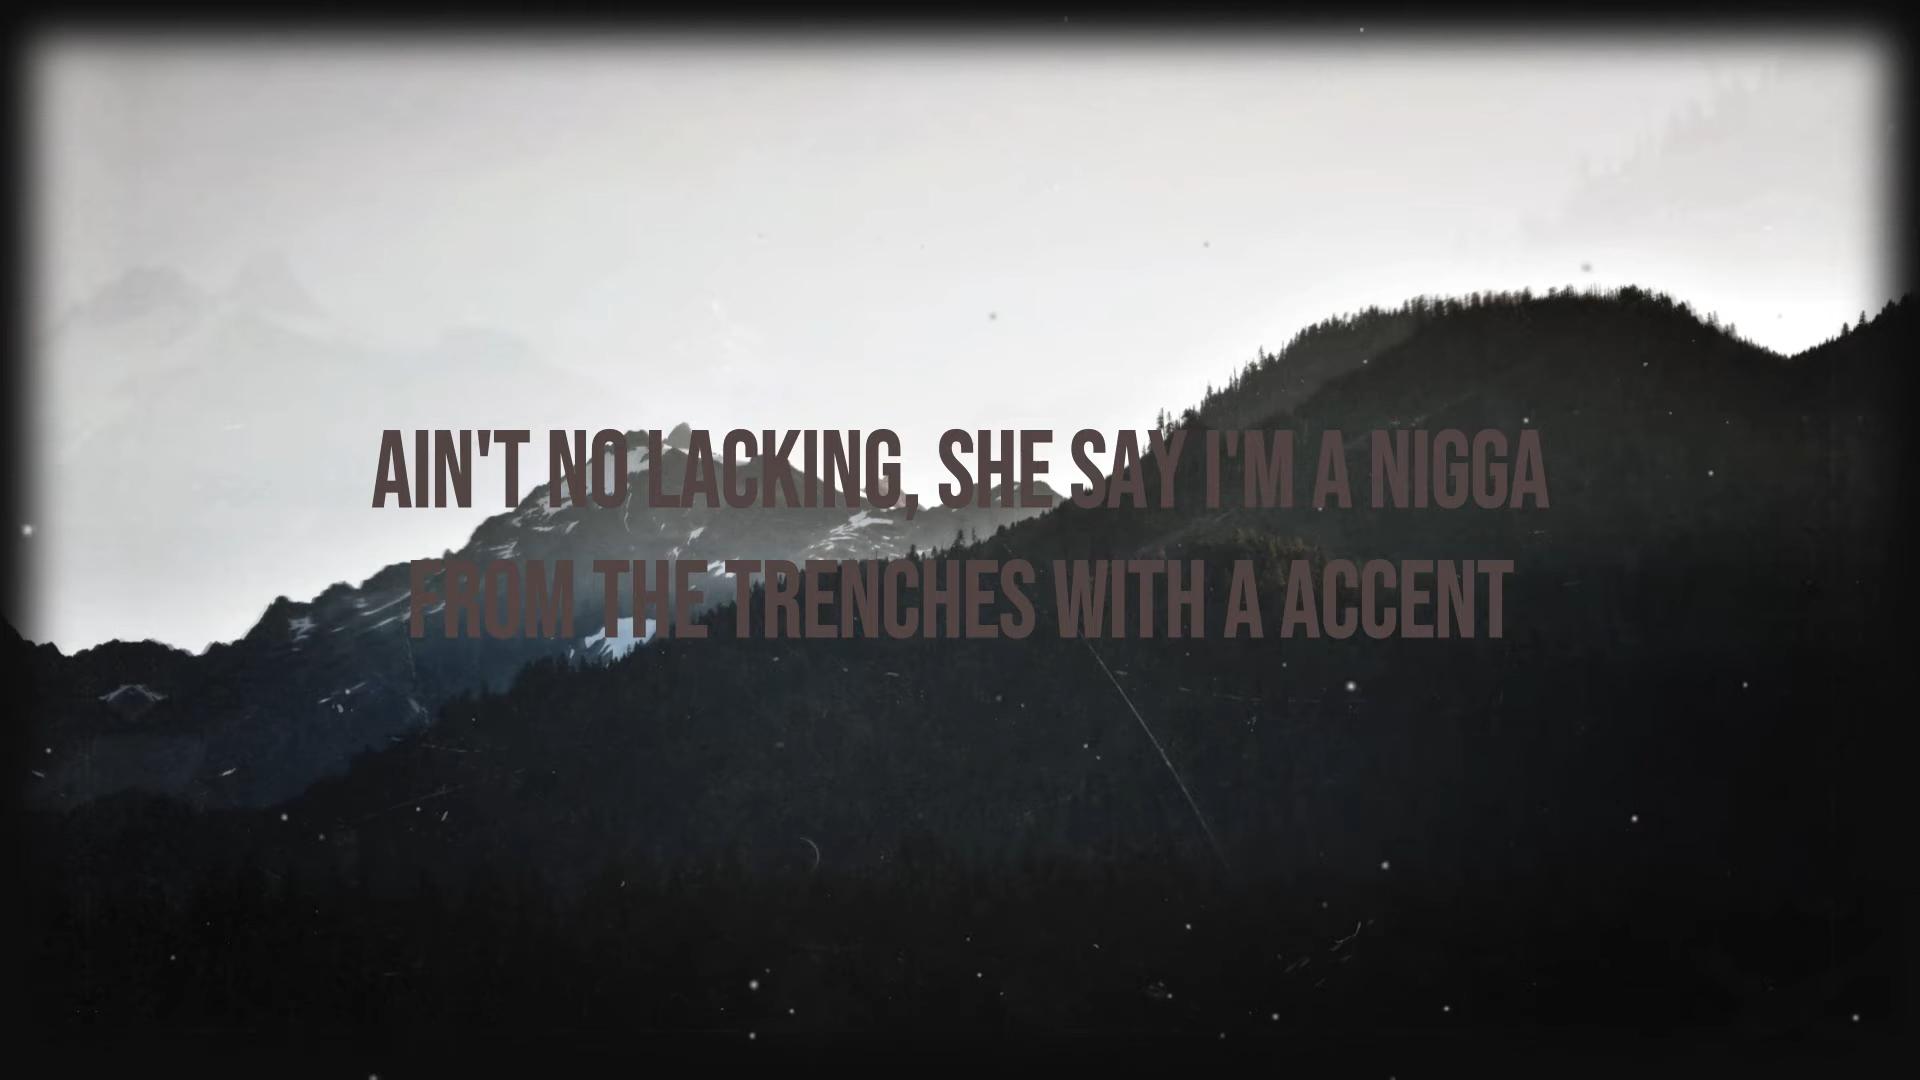 AIN'T NO LACKING, SHE SAY I'M A NIGGA
FROM THE TRENCHES WITH A ACCENT